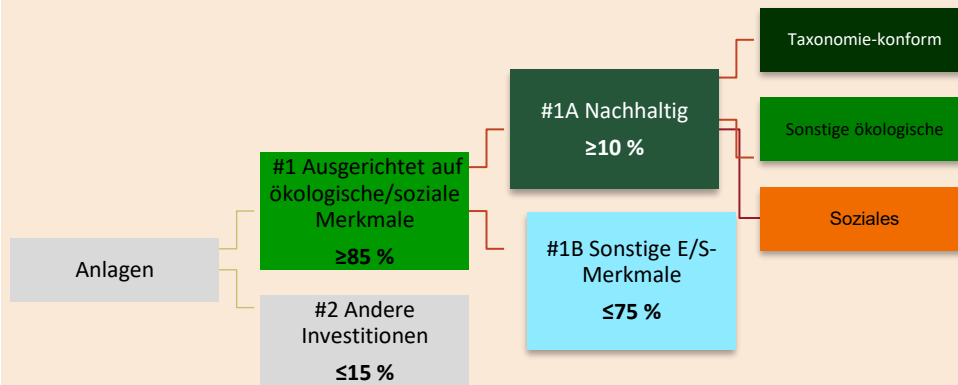 Anlagen
#1 Ausgerichtet auf
ökologische/soziale
Merkmale
≥85 %
#2 Andere
Investitionen
≤15 %
#1A Nachhaltig
≥10 %
#1B Sonstige E/S-
Merkmale
≤75 %
Taxonomie-konform
Sonstige ökologische
Soziales